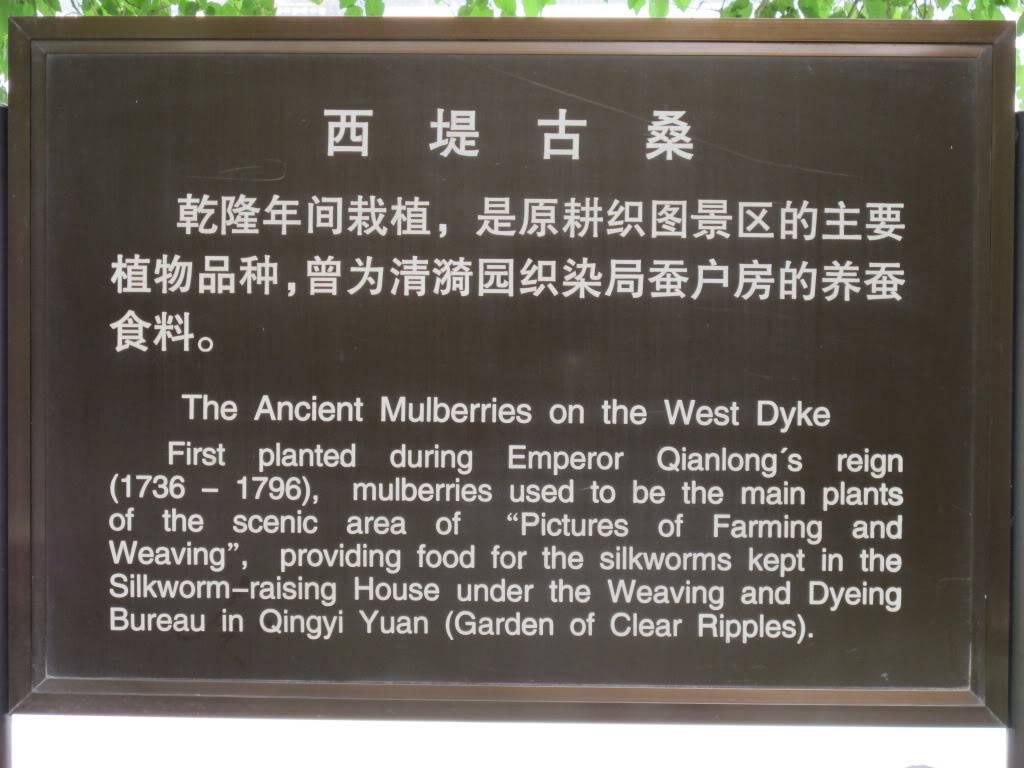 西堤古桑
乾隆年间栽植，是原耕织图景区的主要
植物品种，曾为清漪园织染局蚕户房的养蚕
食料。
The Ancient Mulberries on the West Dyke
First planted during Emperor Qianlong´s reign
(1736 – 1796), mulberries used to be the main plants
of the scenic area of “Pictures of Farming and
Weaving”, providing food for the silkworms kept in the
Silkworm–raising House under the Weaving and Dyeing
Bureau in Qingyi Yuan (Garden of Clear Ripples).